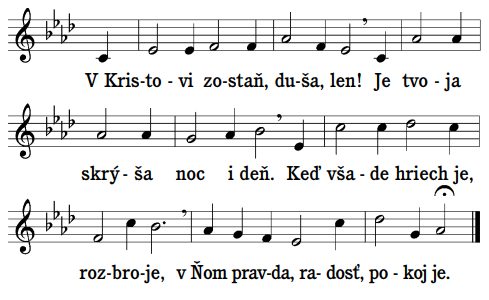 V Kris-to-vi zo-staň, du-ša, len! Je tvo-ja
skrý-ša noc i deň. Keď vša-de hriech je,
roz-bro-je, v Ňom prav-da, ra-dosť, po-koj je.